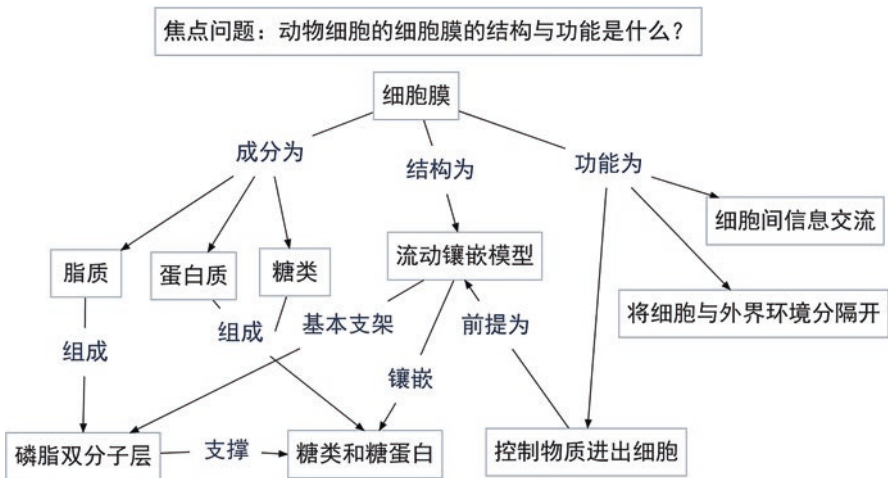 焦点问题：动物细胞的细胞膜的结构与功能是什么？
细胞膜
成分为
结构为
功能为
细胞间信息交流
脂质
蛋白质
糖类
流动镶嵌模型
将细胞与外界环境分隔开
组成
组成
基本支架
前提为
镶嵌
磷脂双分子层
支撑
糖类和糖蛋白
控制物质进出细胞